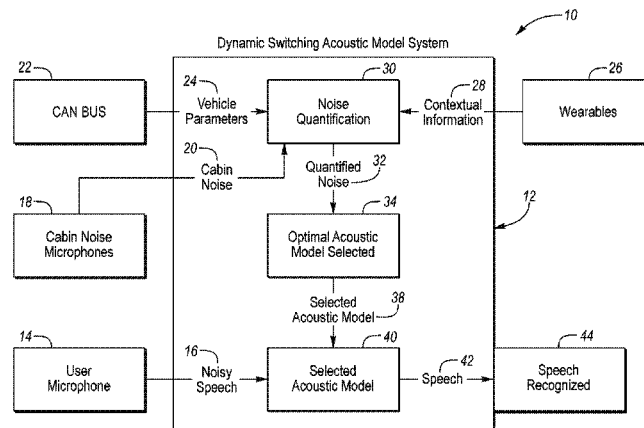 10
Dynamic Switching Acoustic Model System
22
CAN BUS
24
Vehicle
Parameters
30
Noise
Quantification
28
Contextual
Information
26
Wearables
20
Cabin
Noise
Quantified
Noise
32
18
Cabin Noise
Microphones
34
Optimal Acoustic
Model Selected
12
Selected
Acoustic Model
38
14
User
Microphone
16
Noisy
Speech
40
Selected
Acoustic Model
42
Speech
44
Speech
Recognized